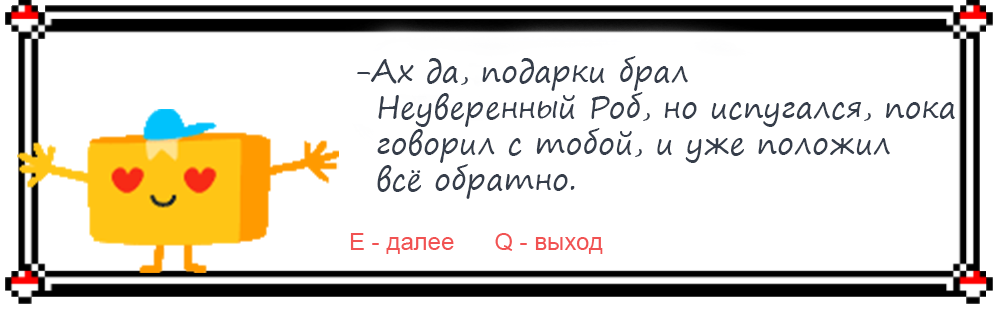 -Ах да, подарки брал
Неуверенный Роб, но испугался, пока
говорил с тобой, и уже положил
всё обратно.
E - далее Q - выход